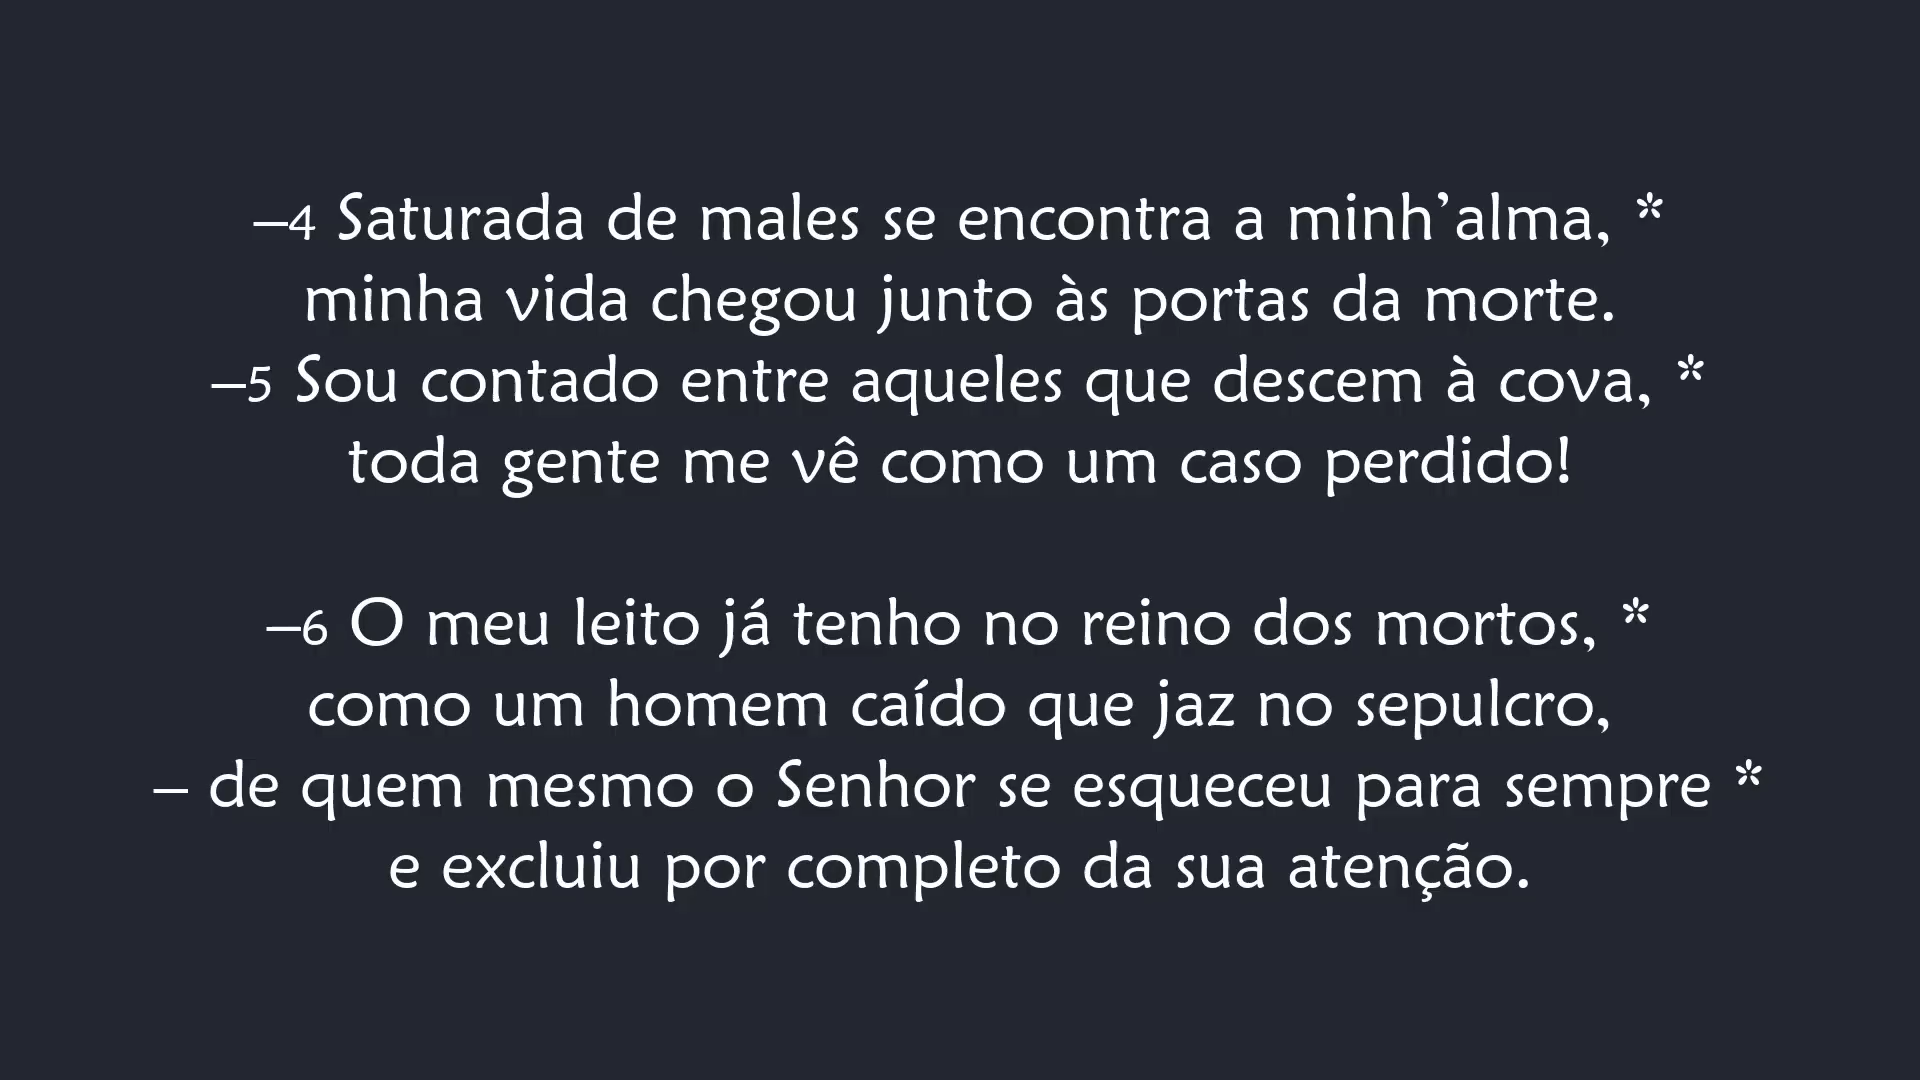 –4 Saturada de males se encontra a minh’alma, *
minha vida chegou junto às portas da morte.
–5 Sou contado entre aqueles que descem à cova, *
toda gente me vê como um caso perdido!
–6 O meu leito já tenho no reino dos mortos, *
como um homem caído que jaz no sepulcro,
– de quem mesmo o Senhor se esqueceu para sempre *
e excluiu por completo da sua atenção.